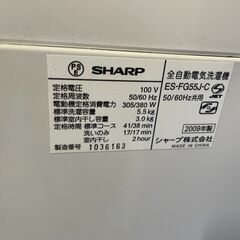 PS E SHARP
全自動電気洗濯機
ES-FG55J-C
50/60Hz共用
JET
定格電圧 100 V
定格周波数 50/60 Hz
電動機定格消費電力 305/380 W
標準洗濯容量 5.5 kg
標準室内干し容量 3.0 kg
定格時間 標準コース 41/38 min
洗いのみ 17/17 min
室内干し 2 hour
製造番号 1036163
2009年製
シャープ株式会社